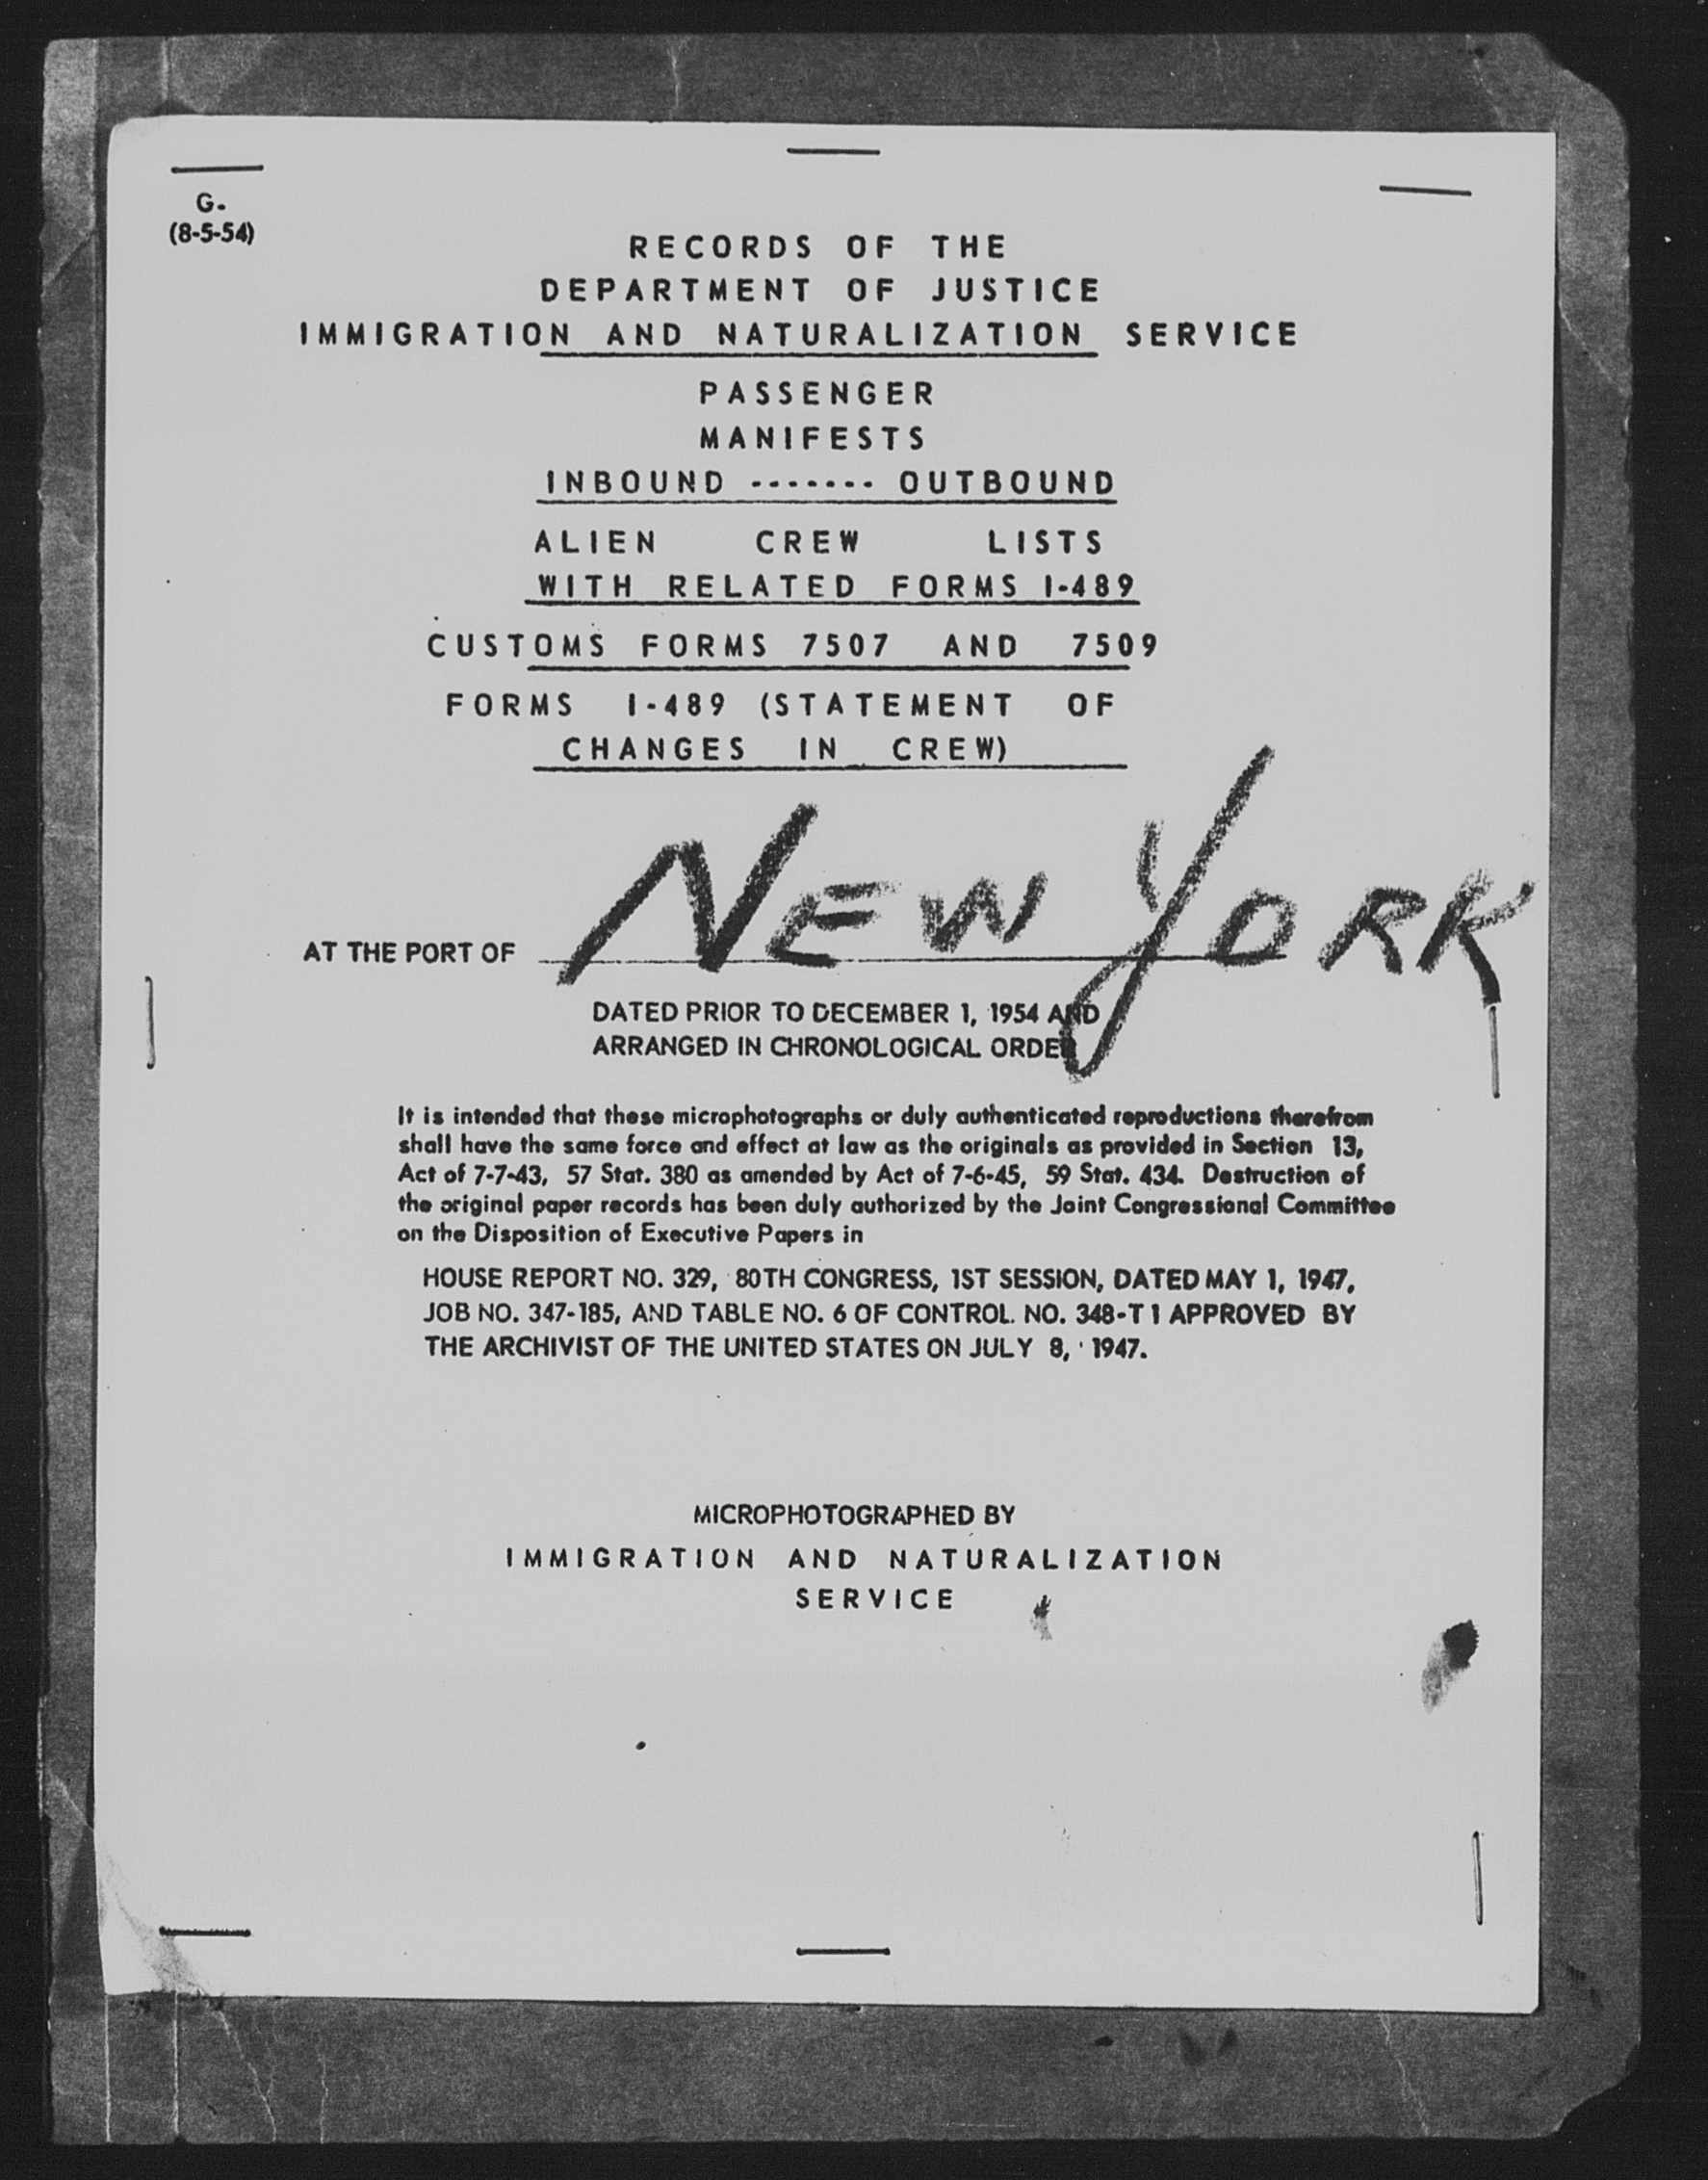 G.
(8-5-54)
RECORDS OF THE
DEPARTMENT OF JUSTICE
IMMIGRATION AND NATURALIZATION SERVICE
PASSENGER
MANIFESTS
INBOUND ------- OUTBOUND
ALIEN CREW LISTS
WITH RELATED FORMS I-489
CUSTOMS FORMS 7507 AND 7509
FORMS I-489 (STATEMENT OF
CHANGES IN CREW)
AT THE PORT OF NEW YORK
DATED PRIOR TO DECEMBER 1, 1954 AND
ARRANGED IN CHRONOLOGICAL ORDER
It is intended that these microphotographs or duly authenticated reproductions therefrom
shall have the same force and effect at law as the originals as provided in Section 13,
Act of 7-7-43, 57 Stat. 380 as amended by Act of 7-6-45, 59 Stat. 434. Destruction of
the original paper records has been duly authorized by the Joint Congressional Committee
on the Disposition of Executive Papers in
HOUSE REPORT NO. 329, 80TH CONGRESS, 1ST SESSION, DATED MAY 1, 1947,
JOB NO. 347-185, AND TABLE NO. 6 OF CONTROL NO. 348-T1 APPROVED BY
THE ARCHIVIST OF THE UNITED STATES ON JULY 8, 1947.
MICROPHOTOGRAPHED BY
IMMIGRATION AND NATURALIZATION
SERVICE